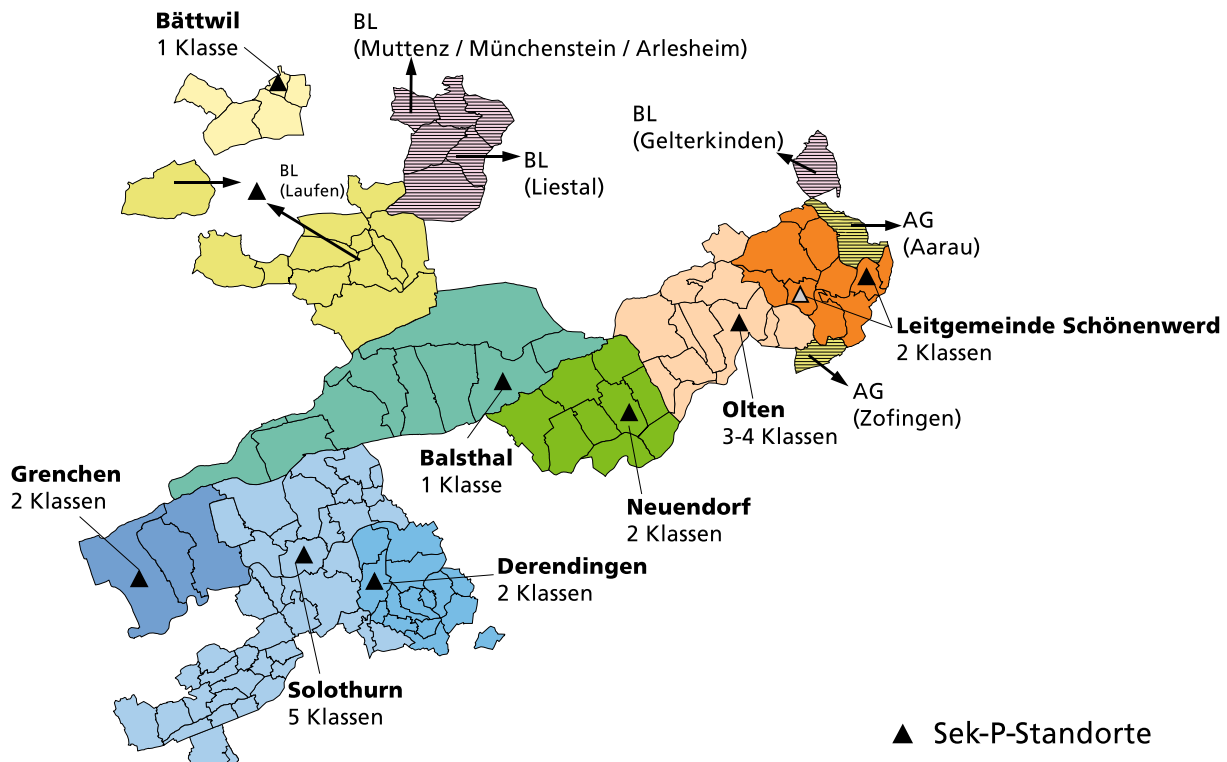 Bättwil
1 Klasse
BL
(Muttenz / Münchenstein / Arlesheim)
BL
(Gelterkinden)
BL
(Liestal)
BL
(Laufen)
AG
(Aarau)
Leitgemeinde Schönenwerd
2 Klassen
AG
(Zofingen)
Olten
3-4 Klassen
Balsthal
1 Klasse
Grenchen
2 Klassen
Neuendorf
2 Klassen
Derendingen
2 Klassen
Solothurn
5 Klassen
Sek-P-Standorte